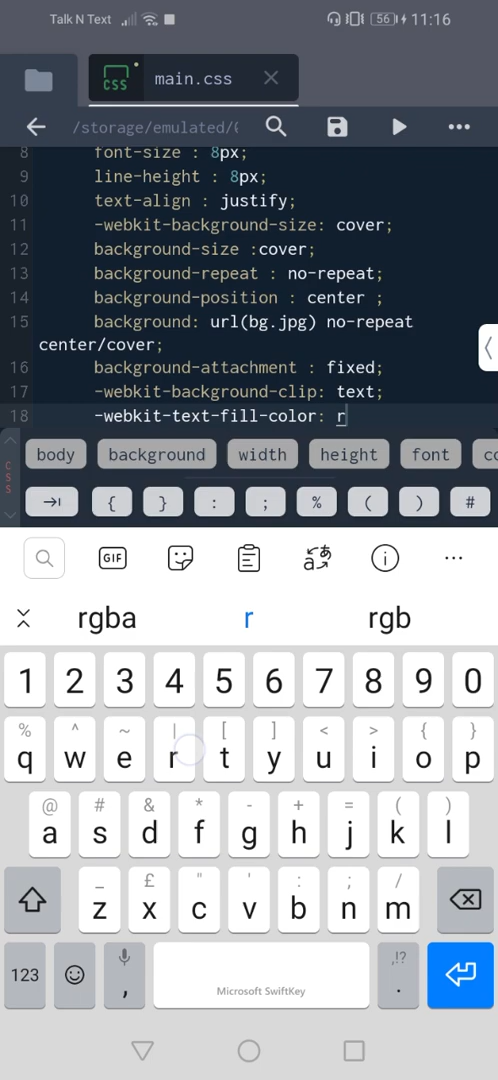 Talk N Text 56 11:16
CSS main.css
/storage/emulated/
8 font-size : 8px;
9 line-height : 8px;
10 text-align : justify;
11 -webkit-background-size: cover;
12 background-size :cover;
13 background-repeat : no-repeat;
14 background-position : center ;
15 background: url(bg.jpg) no-repeat
center/cover;
16 background-attachment : fixed;
17 -webkit-background-clip: text;
18 -webkit-text-fill-color: r
CSS
body background width height font co
{ } : ; % ( ) #
GIF
rgba r rgb
1 2 3 4 5 6 7 8 9 0
% ^ ~ | [ ] < > { }
q w e r t y u i o p
@ # & * - + = ( )
a s d f g h j k l
_ £ " ' : ; /
z x c v b n m
,!?
123 , Microsoft SwiftKey .